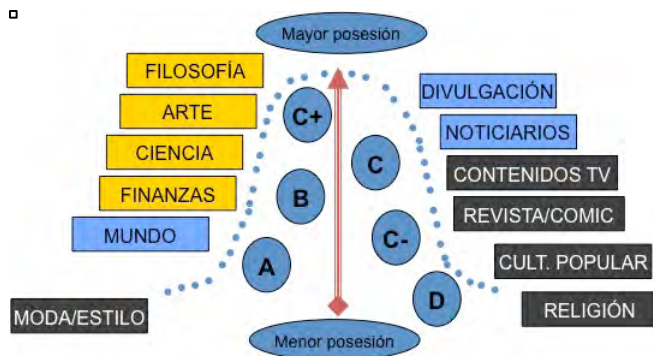 Mayor posesión
FILOSOFÍA
ARTE
CIENCIA
FINANZAS
MUNDO
MODA/ESTILO
C+
B
A
C
C-
D
DIVULGACIÓN
NOTICIARIOS
CONTENIDOS TV
REVISTA/COMIC
CULT. POPULAR
RELIGIÓN
Menor posesión